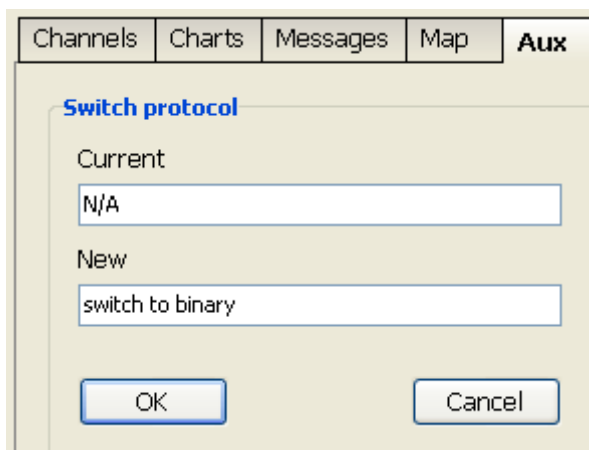 Channels Charts Messages Map Aux
Switch protocol
Current
N/A
New
switch to binary
OK Cancel